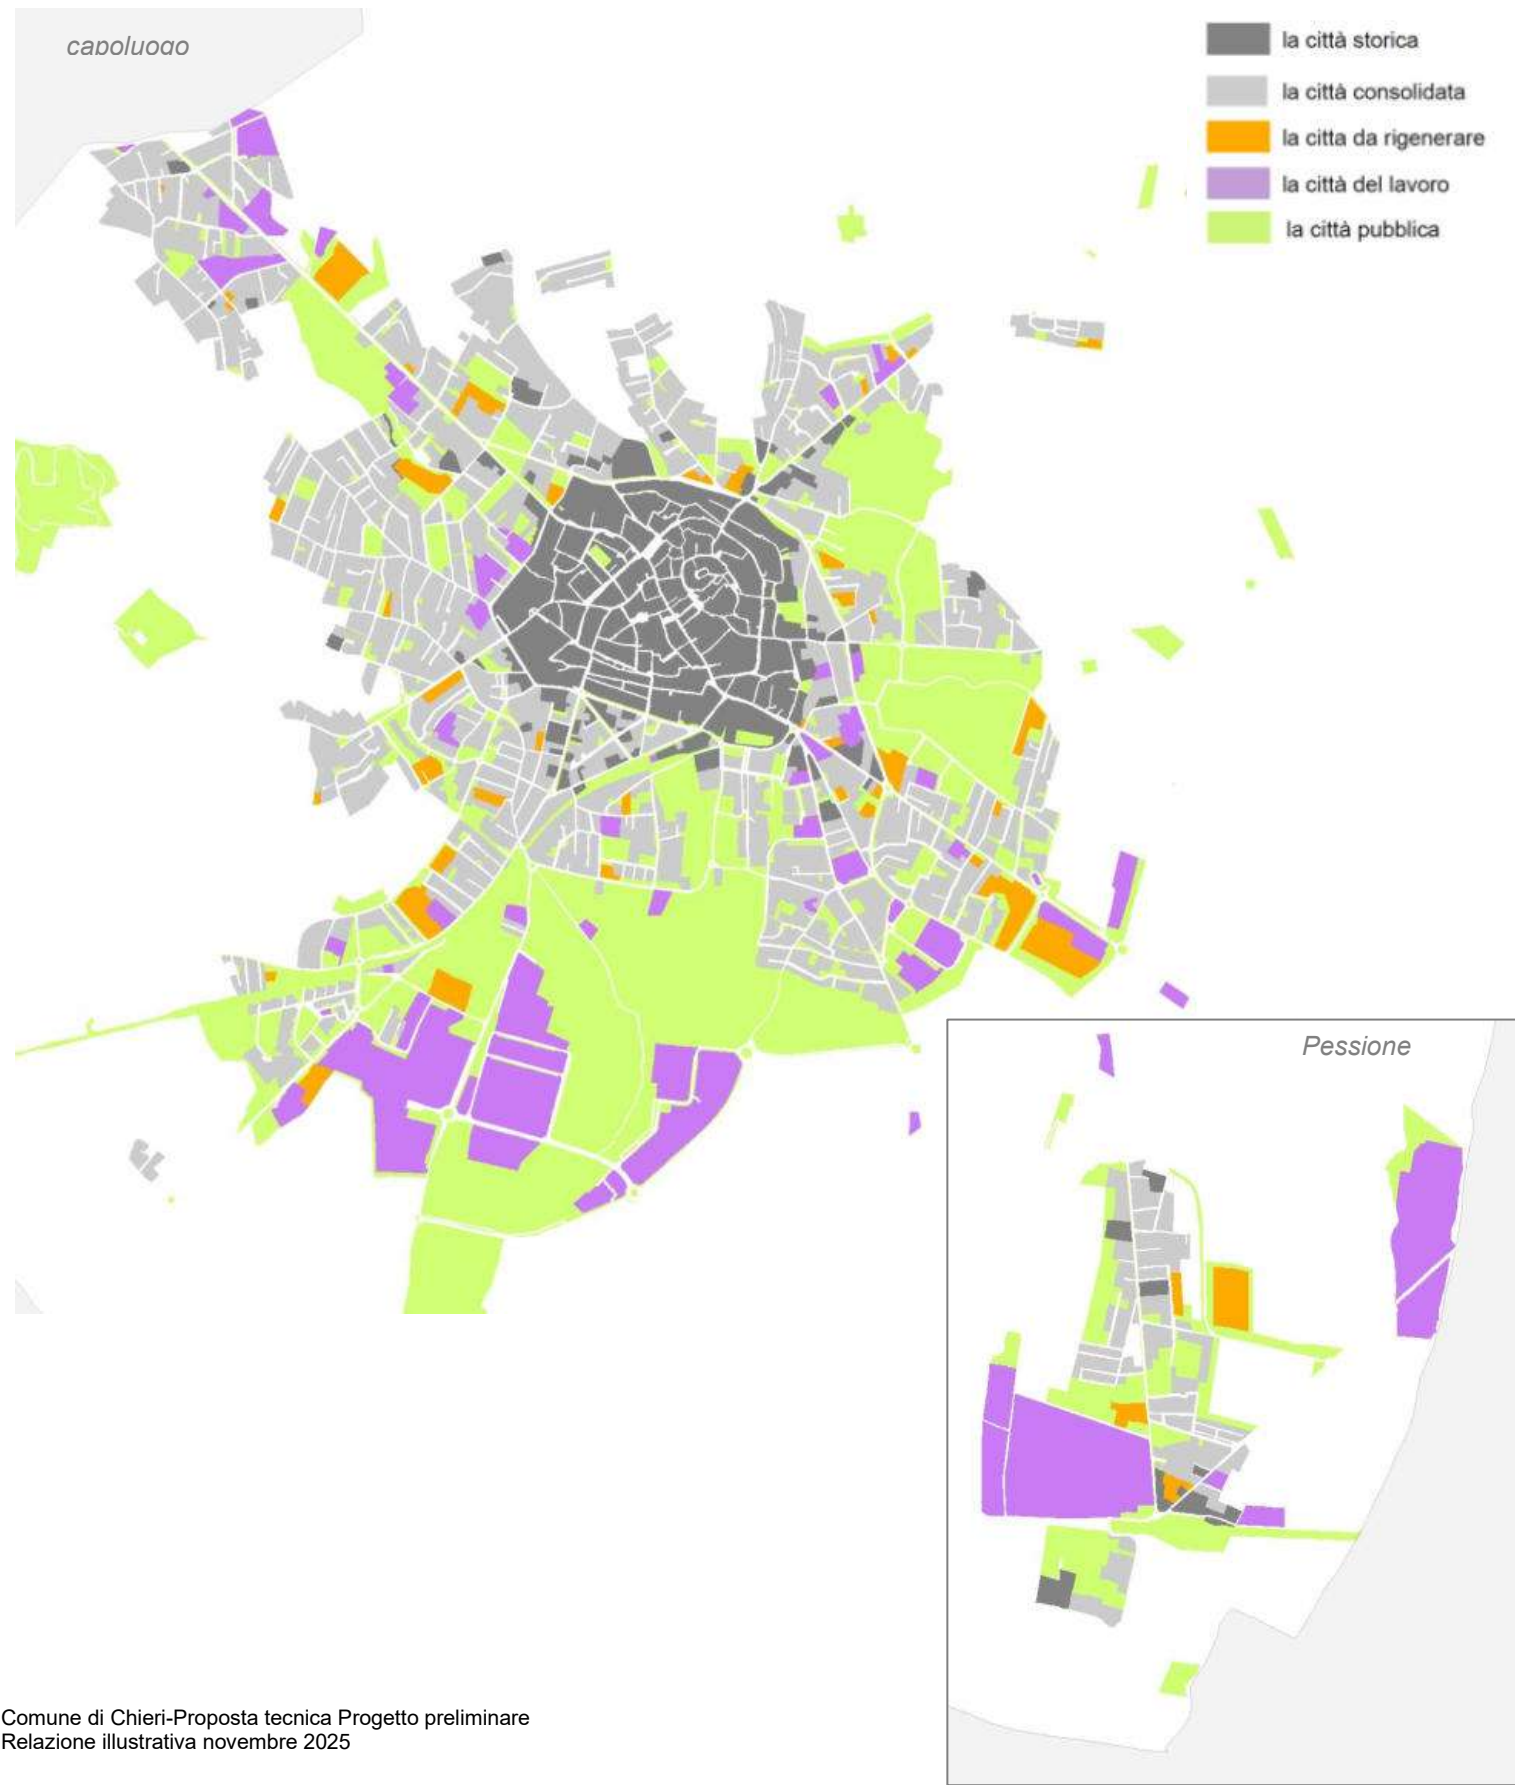 capoluogo
la città storica
la città consolidata
la citta da rigenerare
la città del lavoro
la città pubblica
Pessione
Comune di Chieri-Proposta tecnica Progetto preliminare
Relazione illustrativa novembre 2025